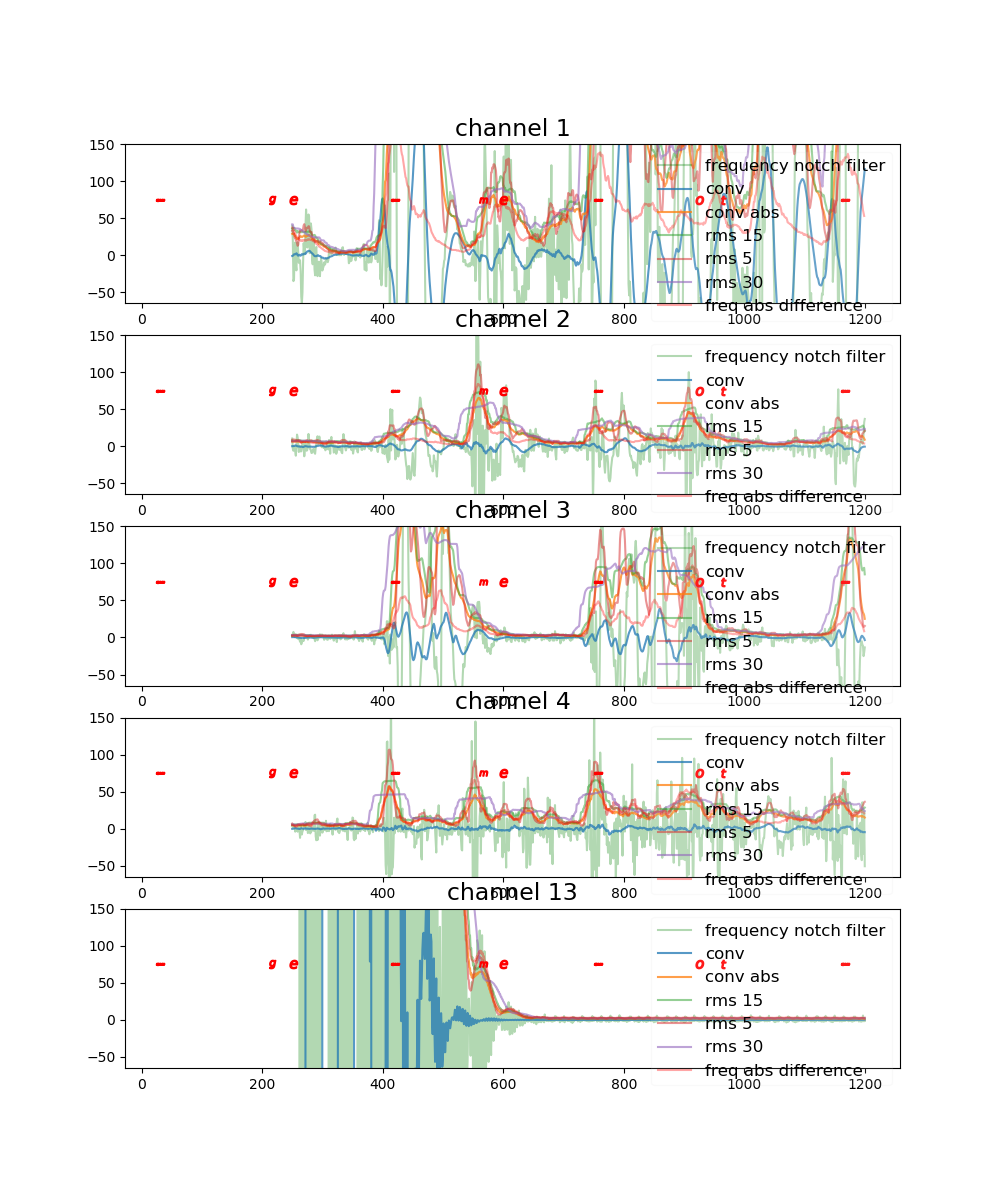 channel 1
150
100
50
0
−50
– g e – m e – o t –
frequency notch filter
conv
conv abs
rms 15
rms 5
rms 30
freq abs difference
0 200 400 600 800 1000 1200
channel 2
150
100
50
0
−50
– g e – m e – o t –
frequency notch filter
conv
conv abs
rms 15
rms 5
rms 30
freq abs difference
0 200 400 600 800 1000 1200
channel 3
150
100
50
0
−50
– g e – m e – o t –
frequency notch filter
conv
conv abs
rms 15
rms 5
rms 30
freq abs difference
0 200 400 600 800 1000 1200
channel 4
150
100
50
0
−50
– g e – m e – o t –
frequency notch filter
conv
conv abs
rms 15
rms 5
rms 30
freq abs difference
0 200 400 600 800 1000 1200
channel 13
150
100
50
0
−50
– g e – m e – o t –
frequency notch filter
conv
conv abs
rms 15
rms 5
rms 30
freq abs difference
0 200 400 600 800 1000 1200